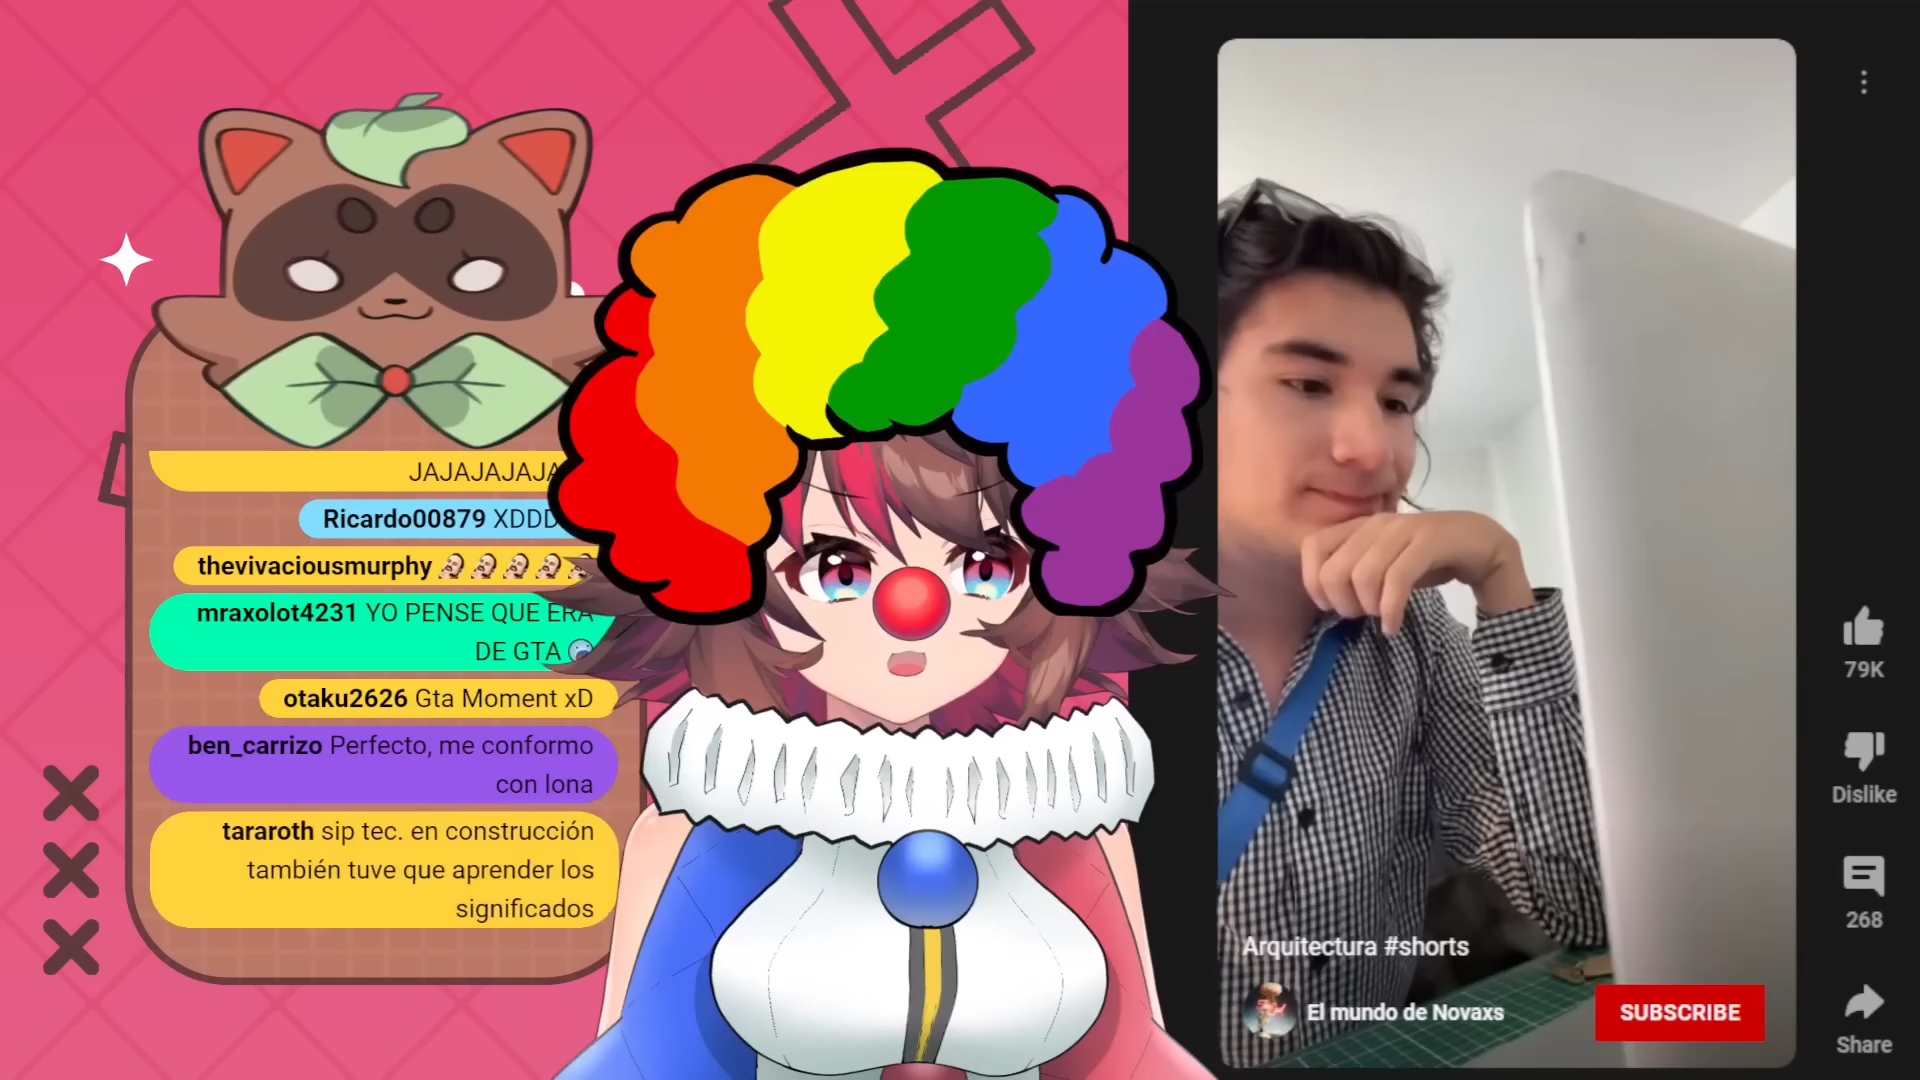 JAJAJAJAJA
Ricardo00879 XDDD
thevivaciousmurphy
mraxolot4231 YO PENSE QUE ERA
DE GTA
otaku2626 Gta Moment xD
ben_carrizo Perfecto, me conformo
con lona
tararoth sip tec. en construcción
también tuve que aprender los
significados
79K
Dislike
268
Share
Arquitectura #shorts
El mundo de Novaxs
SUBSCRIBE